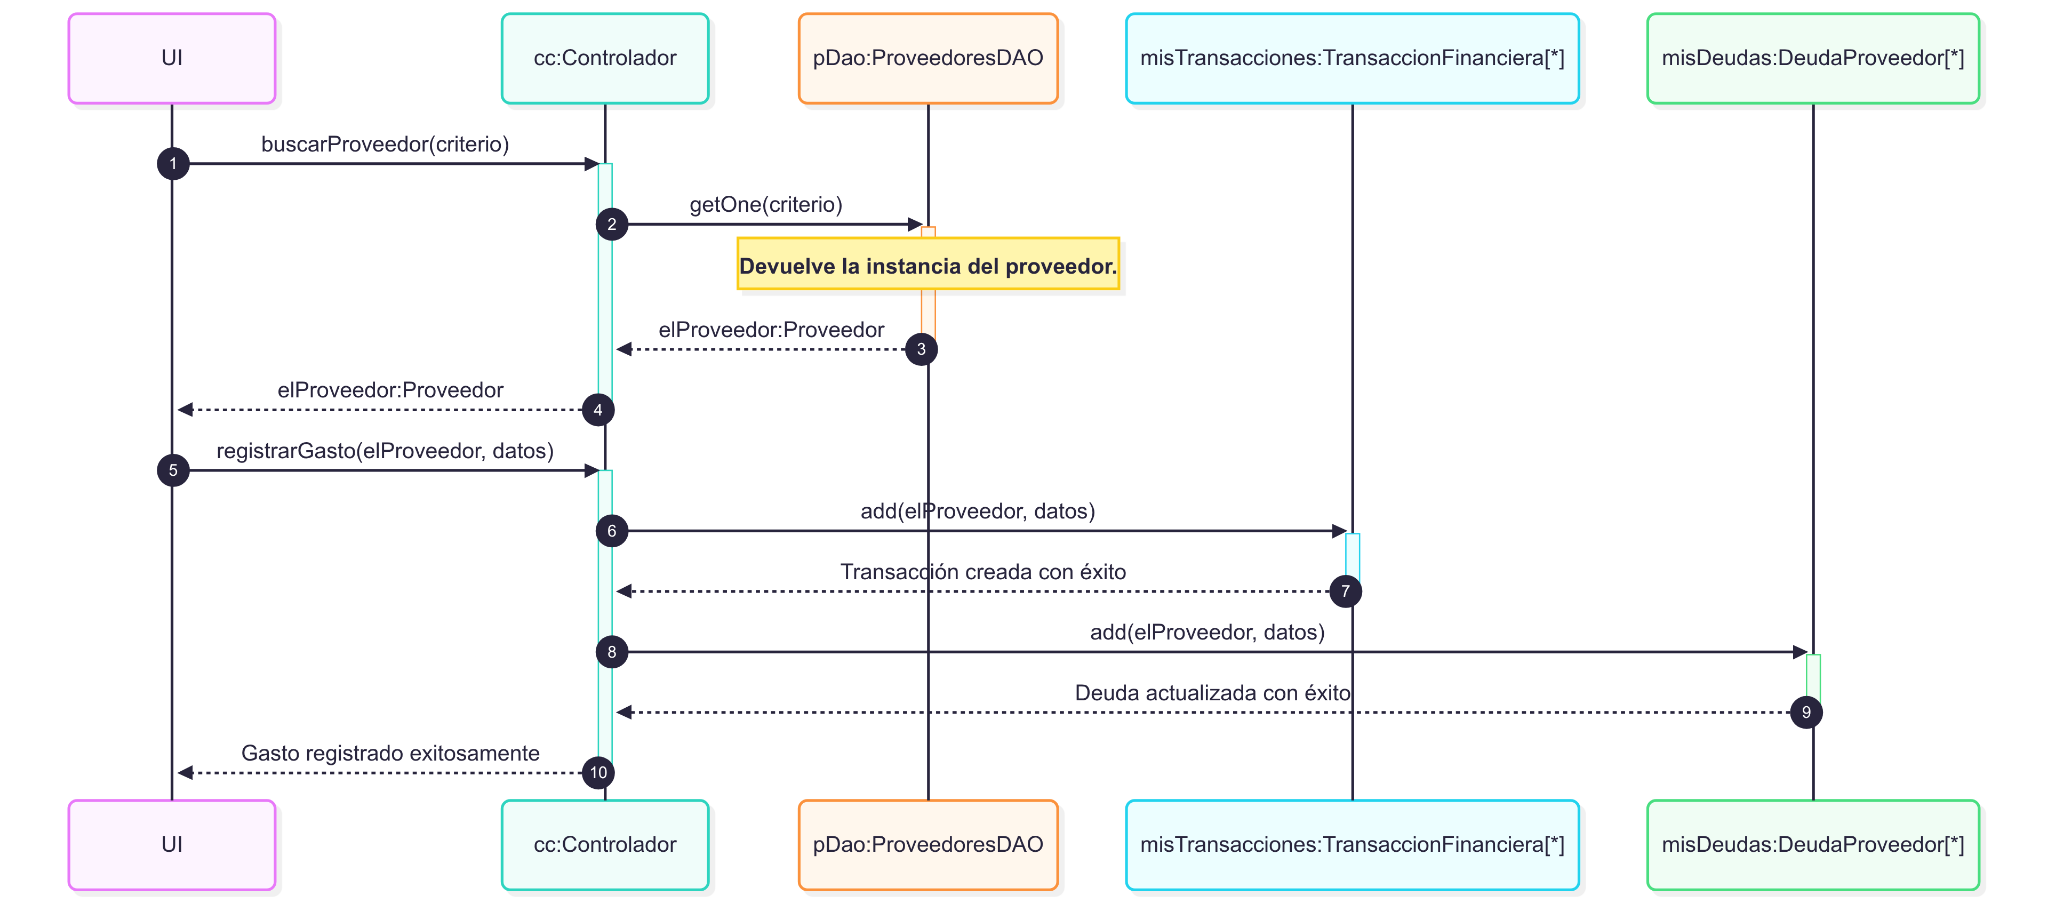 UI
cc:Controlador
pDao:ProveedoresDAO
misTransacciones:TransaccionFinanciera[*]
misDeudas:DeudaProveedor[*]
buscarProveedor(criterio)
1
getOne(criterio)
2
Devuelve la instancia del proveedor.
elProveedor:Proveedor
3
elProveedor:Proveedor
4
registrarGasto(elProveedor, datos)
5
add(elProveedor, datos)
6
Transacción creada con éxito
7
add(elProveedor, datos)
8
Deuda actualizada con éxito
9
Gasto registrado exitosamente
10
UI
cc:Controlador
pDao:ProveedoresDAO
misTransacciones:TransaccionFinanciera[*]
misDeudas:DeudaProveedor[*]